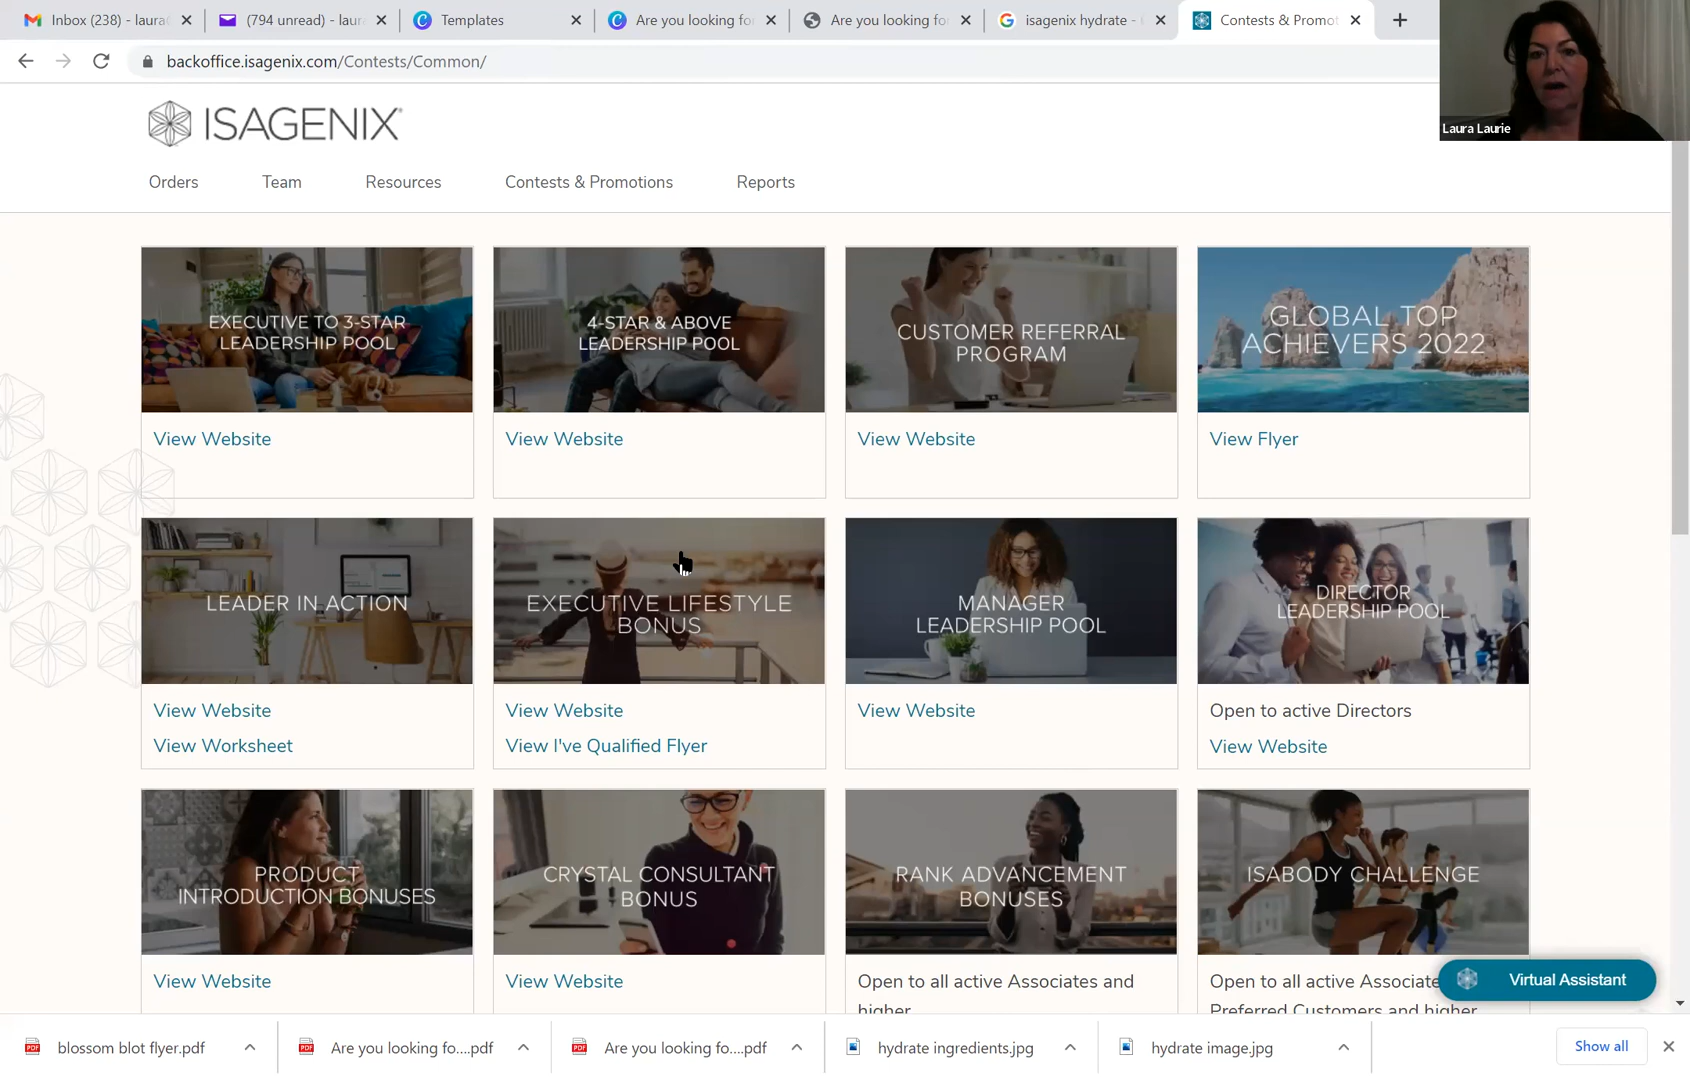 Inbox (238) - laura
(794 unread) - laur
Templates
Are you looking fo
Are you looking fo
isagenix hydrate -
Contests & Promot
backoffice.isagenix.com/Contests/Common/
Laura Laurie
ISAGENIX
Orders
Team
Resources
Contests & Promotions
Reports
EXECUTIVE TO 3-STAR
LEADERSHIP POOL
4-STAR & ABOVE
LEADERSHIP POOL
CUSTOMER REFERRAL
PROGRAM
GLOBAL TOP
ACHIEVERS 2022
View Website
View Website
View Website
View Flyer
LEADER IN ACTION
EXECUTIVE LIFESTYLE
BONUS
MANAGER
LEADERSHIP POOL
DIRECTOR
LEADERSHIP POOL
View Website
View Worksheet
View Website
View I've Qualified Flyer
View Website
Open to active Directors
View Website
PRODUCT
INTRODUCTION BONUSES
CRYSTAL CONSULTANT
BONUS
RANK ADVANCEMENT
BONUSES
ISABODY CHALLENGE
View Website
View Website
Open to all active Associates and
higher
Open to all active Associate
Preferred Customers and higher
Virtual Assistant
blossom blot flyer.pdf
Are you looking fo....pdf
Are you looking fo....pdf
hydrate ingredients.jpg
hydrate image.jpg
Show all